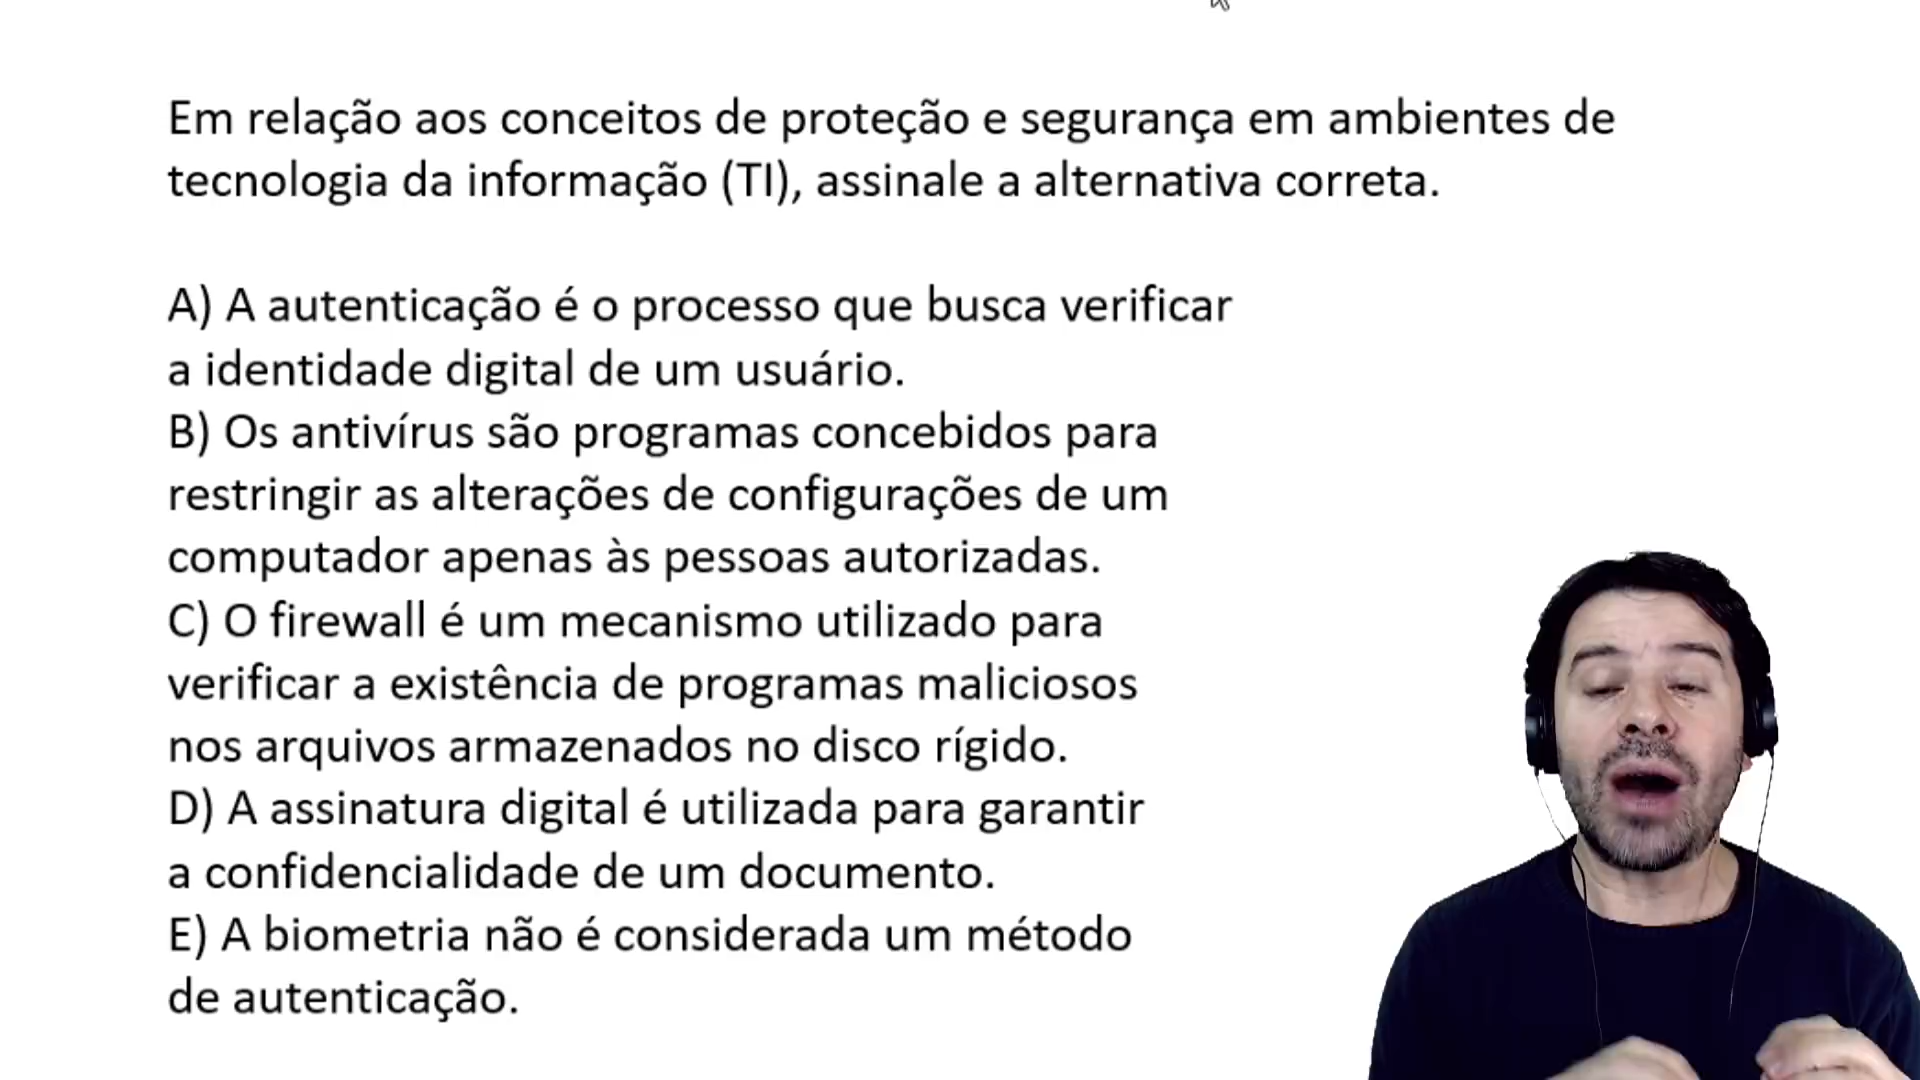 Em relação aos conceitos de proteção e segurança em ambientes de
tecnologia da informação (TI), assinale a alternativa correta.
A) A autenticação é o processo que busca verificar
a identidade digital de um usuário.
B) Os antivírus são programas concebidos para
restringir as alterações de configurações de um
computador apenas às pessoas autorizadas.
C) O firewall é um mecanismo utilizado para
verificar a existência de programas maliciosos
nos arquivos armazenados no disco rígido.
D) A assinatura digital é utilizada para garantir
a confidencialidade de um documento.
E) A biometria não é considerada um método
de autenticação.